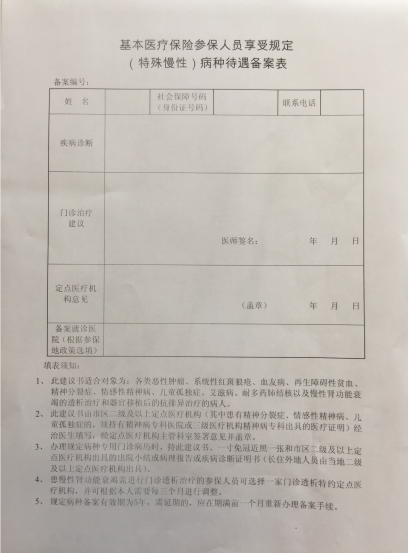 基本医疗保险参保人员享受规定
（特殊慢性）病种待遇备案表
备案编号：
姓 名
社会保障号码
（身份证号码）
联系电话
疾病诊断
门诊治疗
建议
医师签名： 年 月 日
定点医疗机
构意见
（盖章） 年 月 日
备案就诊医
院（根据参保
地政策选填）
填表须知：
1、此建议书适合对象为：各类恶性肿瘤、系统性红斑狼疮、血友病、再生障碍性贫血、
精神分裂症、情感性精神病、儿童孤独症、艾滋病、耐多药肺结核以及慢性肾功能衰
竭的透析治疗和器官移植后的抗排异治疗的病人。
2、此建议书由市区二级及以上定点医疗机构（其中患有精神分裂症、情感性精神病、儿
童孤独症的，须持有精神病专科医院或三级医疗机构精神病专科出具的医疗证明）经
治医生填写，经定点医疗机构主管科室签署意见并盖章。
3、办理规定病种专用门诊病历时，持此建议书、一寸免冠近照一张和市区二级及以上定
点医疗机构出具的出院小结或病理报告或疾病诊断证明书（长住外地人员由当地二级
及以上定点医疗机构出具）。
4、患慢性肾功能衰竭需进行门诊透析治疗的参保人员可选择一家门诊透析特约定点医
疗机构，并可根据本人需要每三个月进行调整。
5、规定病种备案有效期为5年，需延期的，应在期满前一个月重新办理备案手续。